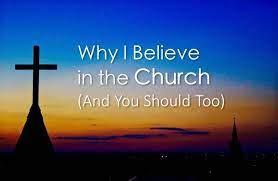 Why I Believe
in the Church
(And You Should Too)